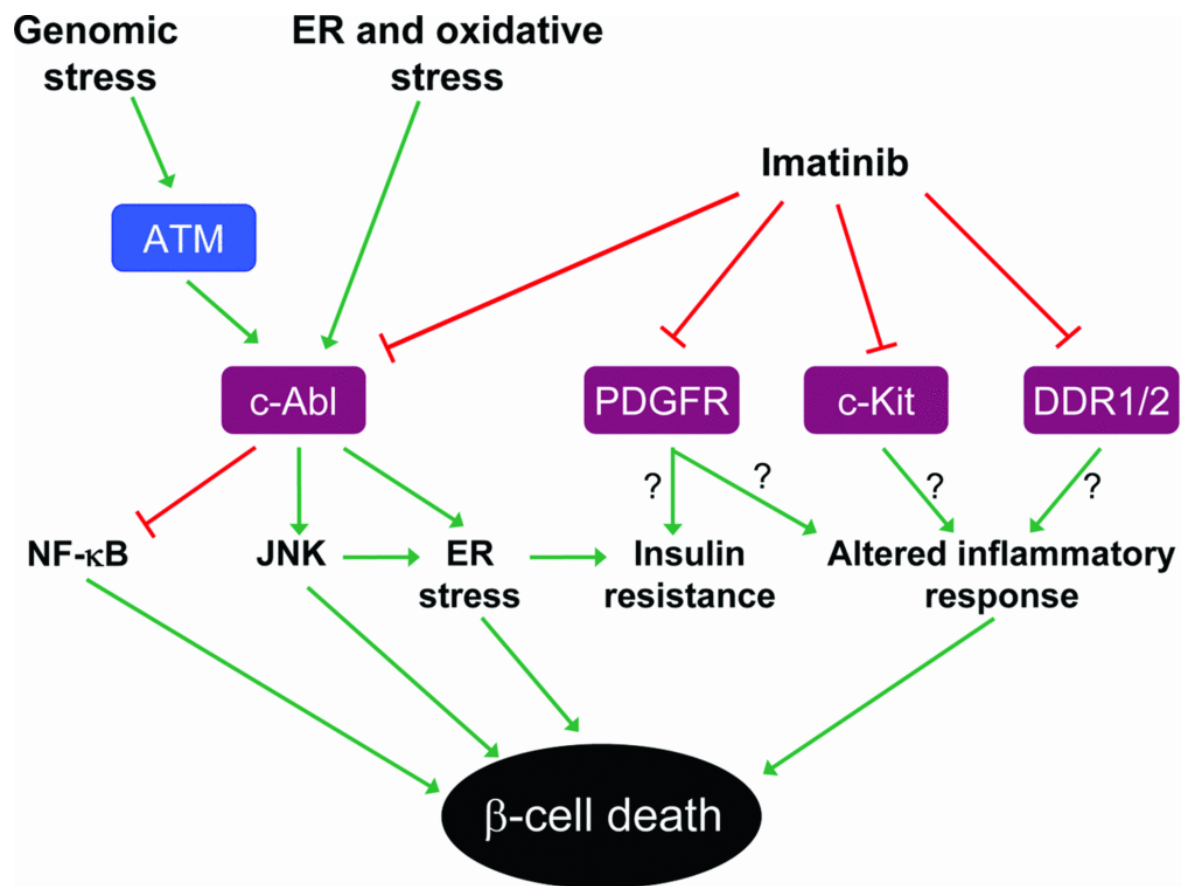 Genomic
stress
ER and oxidative
stress
Imatinib
ATM
c-Abl
PDGFR
c-Kit
DDR1/2
?
?
?
?
NF-κB
JNK
ER
stress
Insulin
resistance
Altered inflammatory
response
β-cell death